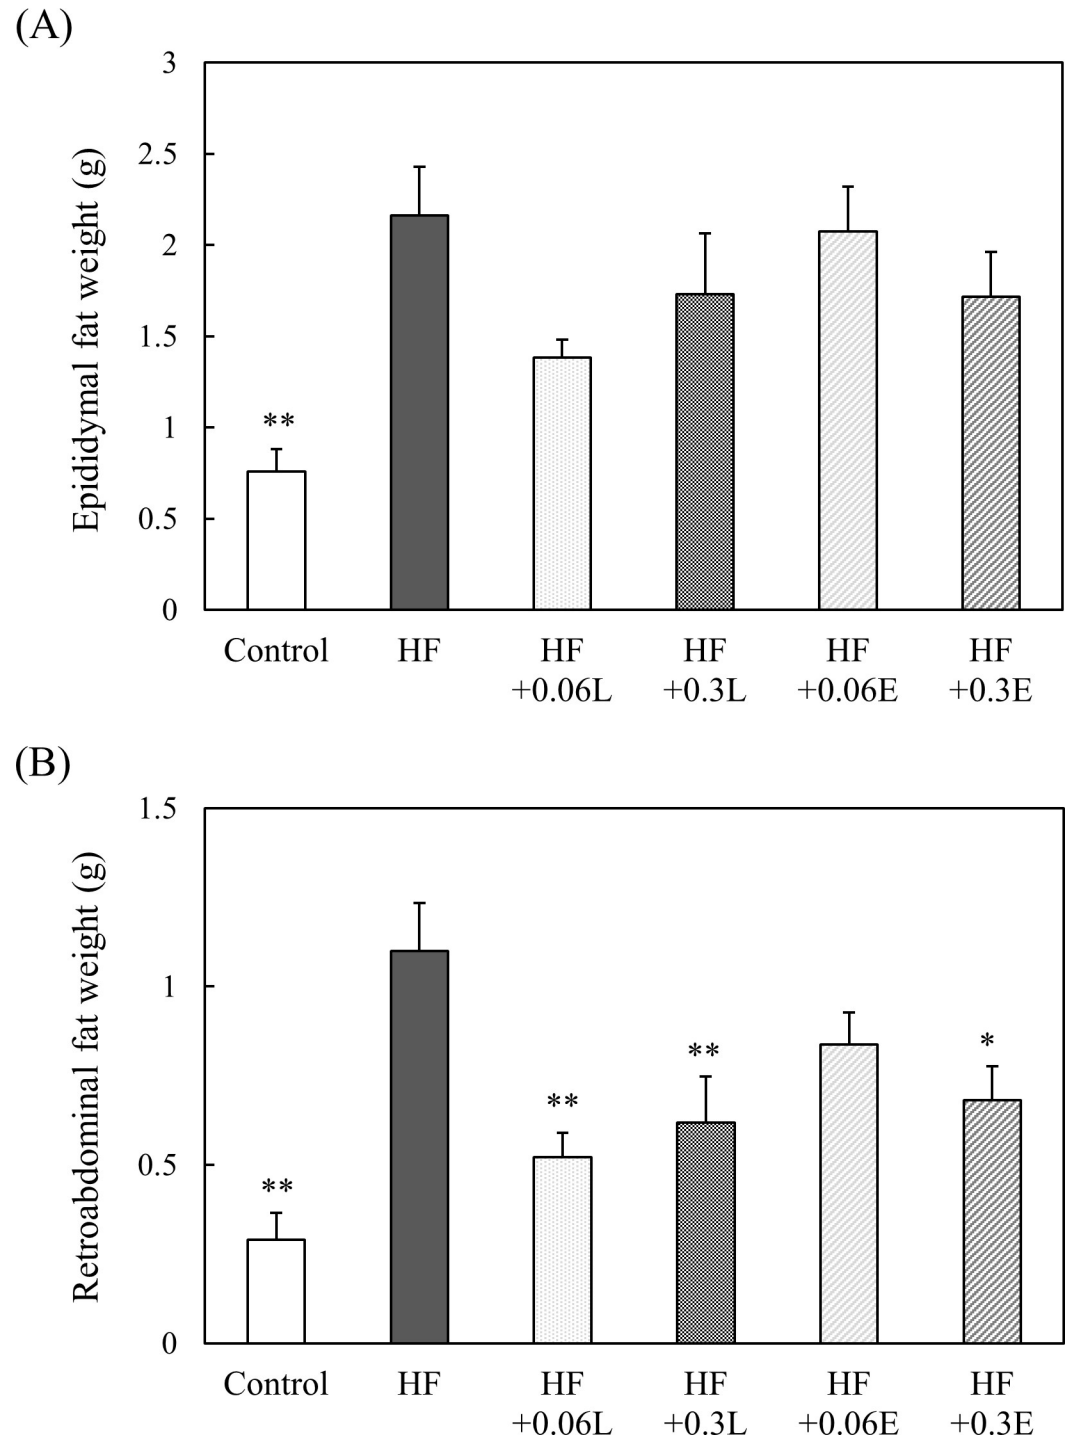 (A)
3
2.5
2
1.5
1
0.5
0
Epididymal fat weight (g)
**
Control
HF
HF
+0.06L
HF
+0.3L
HF
+0.06E
HF
+0.3E
(B)
1.5
1
0.5
0
Retroabdominal fat weight (g)
**
**
**
*
Control
HF
HF
+0.06L
HF
+0.3L
HF
+0.06E
HF
+0.3E